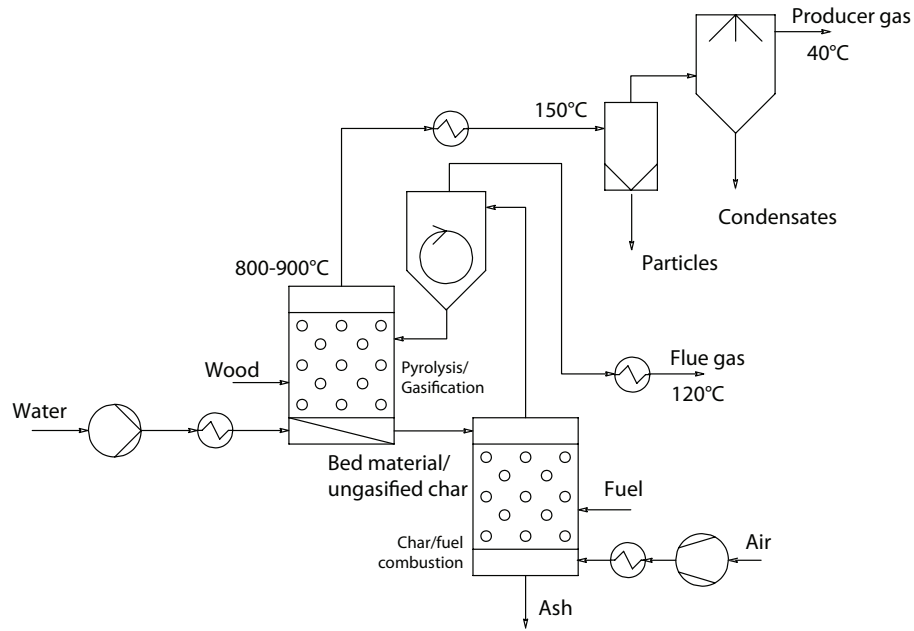 Producer gas
40°C
150°C
Condensates
Particles
800-900°C
Pyrolysis/
Gasification
Wood
Flue gas
120°C
Water
Bed material/
ungasified char
Fuel
Char/fuel
combustion
Air
Ash